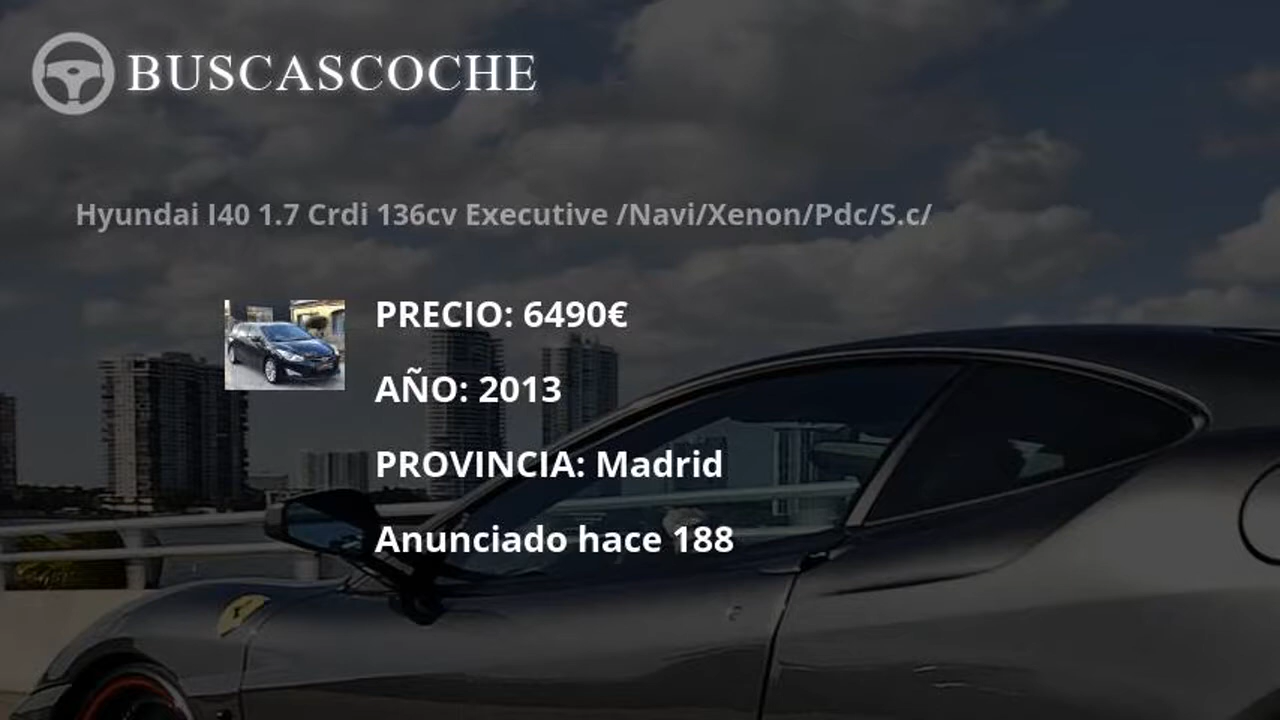 BUSCASCOCHE
Hyundai I40 1.7 Crdi 136cv Executive /Navi/Xenon/Pdc/S.c/
PRECIO: 6490€
AÑO: 2013
PROVINCIA: Madrid
Anunciado hace 188